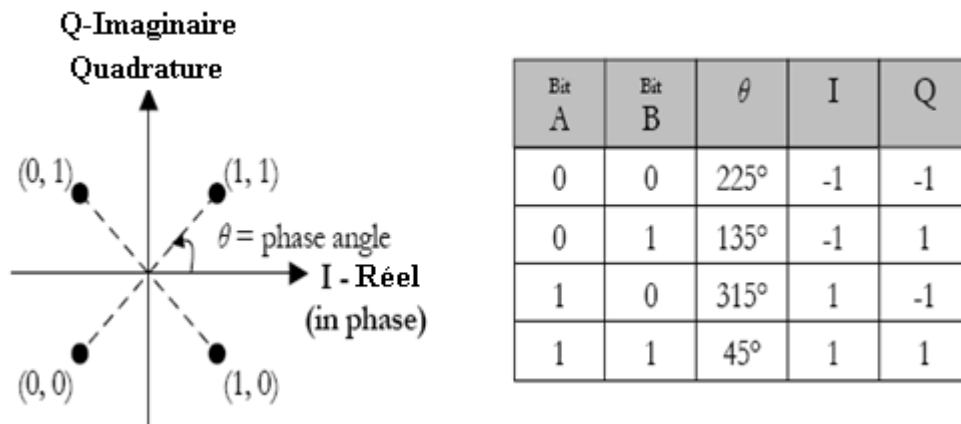 Q-Imaginaire
Quadrature
(0, 1)
(1, 1)
θ = phase angle
I - Réel
(in phase)
(0, 0)
(1, 0)
Bit A Bit B θ I Q
0 0 225° -1 -1
0 1 135° -1 1
1 0 315° 1 -1
1 1 45° 1 1